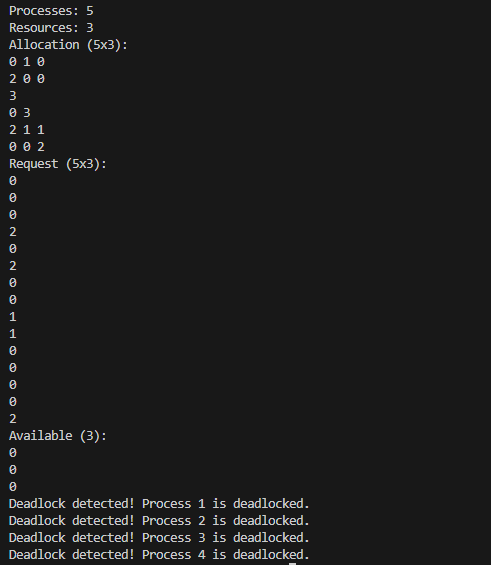 Processes: 5
Resources: 3
Allocation (5x3):
0 1 0
2 0 0
3
0 3
2 1 1
0 0 2
Request (5x3):
0
0
0
2
0
2
0
0
1
1
0
0
0
0
2
Available (3):
0
0
0
Deadlock detected! Process 1 is deadlocked.
Deadlock detected! Process 2 is deadlocked.
Deadlock detected! Process 3 is deadlocked.
Deadlock detected! Process 4 is deadlocked.